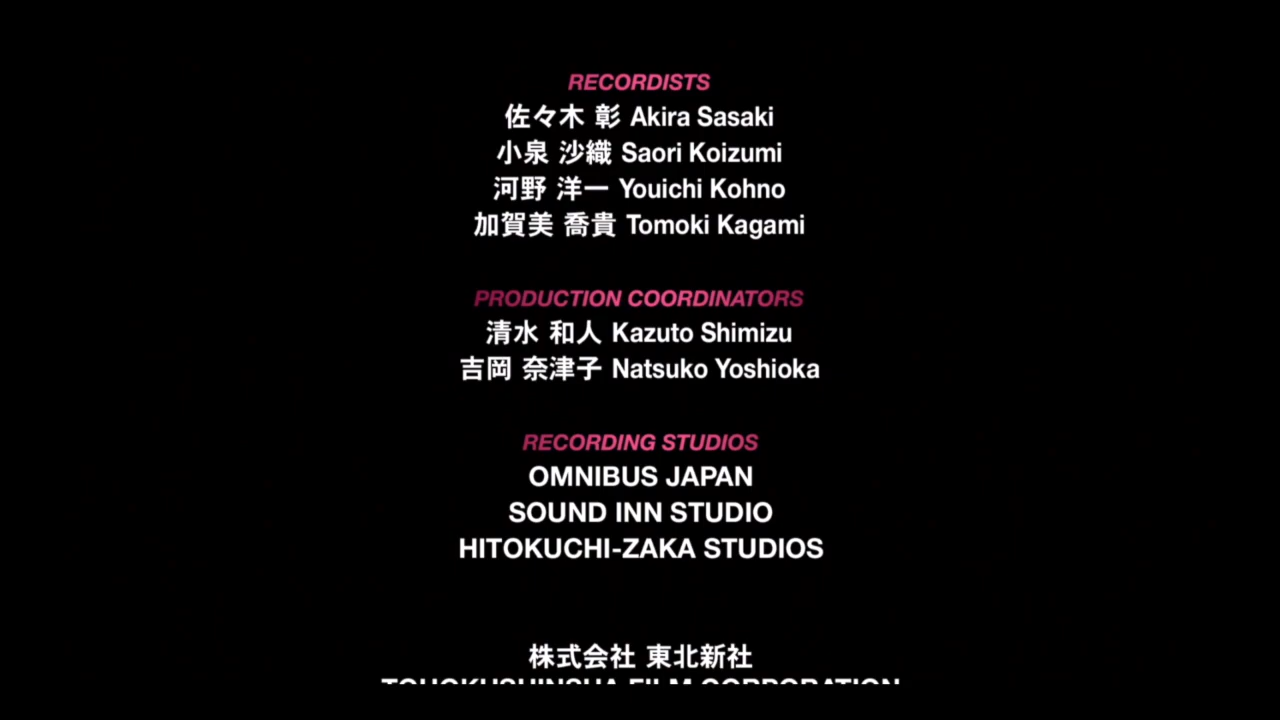 RECORDISTS
佐々木 彰 Akira Sasaki
小泉 沙織 Saori Koizumi
河野 洋一 Youichi Kohno
加賀美 喬貴 Tomoki Kagami
PRODUCTION COORDINATORS
清水 和人 Kazuto Shimizu
吉岡 奈津子 Natsuko Yoshioka
RECORDING STUDIOS
OMNIBUS JAPAN
SOUND INN STUDIO
HITOKUCHI-ZAKA STUDIOS
株式会社 東北新社
TOHOKUSHINSHA FILM CORPORATION